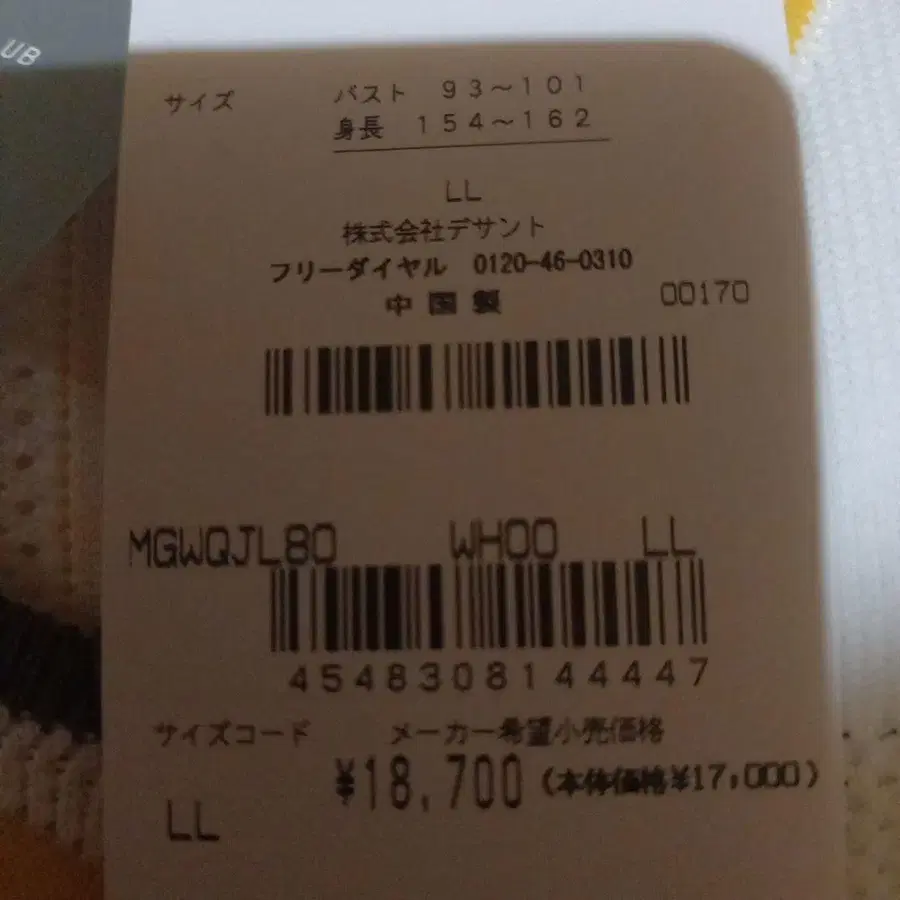 UB
サイズ バスト 93〜101
身長 154〜162
LL
株式会社デサント
フリーダイヤル 0120-46-0310
中国製 00170
MGWQJL80 WH00 LL
4548308144447
サイズコード メーカー希望小売価格
¥18,700 (本体価格¥17,000)
LL